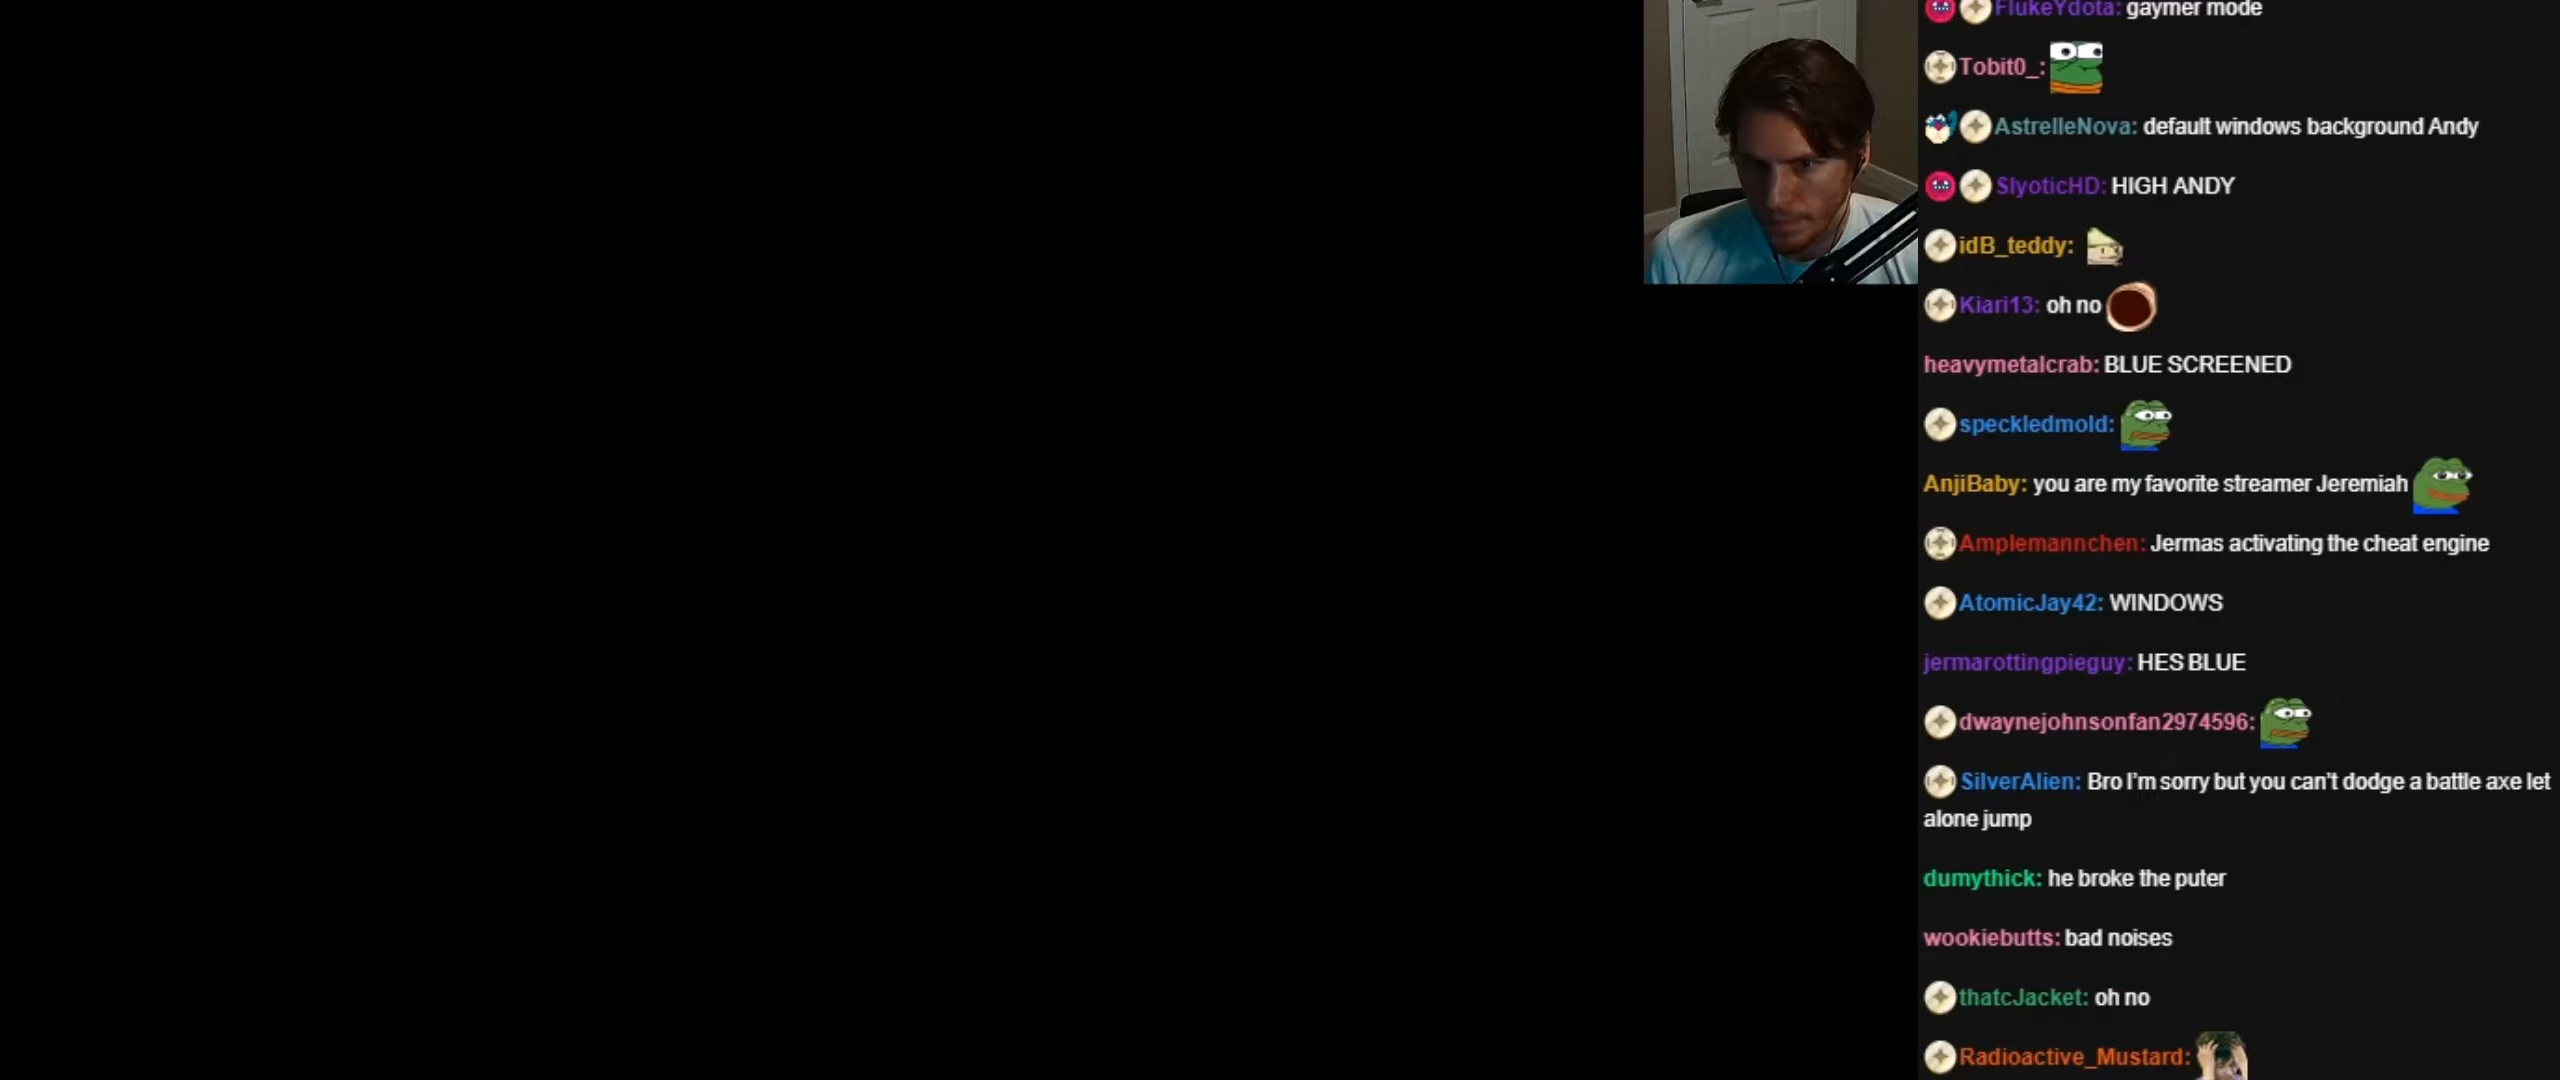 FlukeYdota: gaymer mode
Tobit0_:
AstrelleNova: default windows background Andy
SlyoticHD: HIGH ANDY
idB_teddy:
Kiari13: oh no
heavymetalcrab: BLUE SCREENED
speckledmold:
AnjiBaby: you are my favorite streamer Jeremiah
Amplemannchen: Jermas activating the cheat engine
AtomicJay42: WINDOWS
jermarottingpieguy: HES BLUE
dwaynejohnsonfan2974596:
SilverAlien: Bro I'm sorry but you can't dodge a battle axe let
alone jump
dumythick: he broke the puter
wookiebutts: bad noises
thatcJacket: oh no
Radioactive_Mustard: